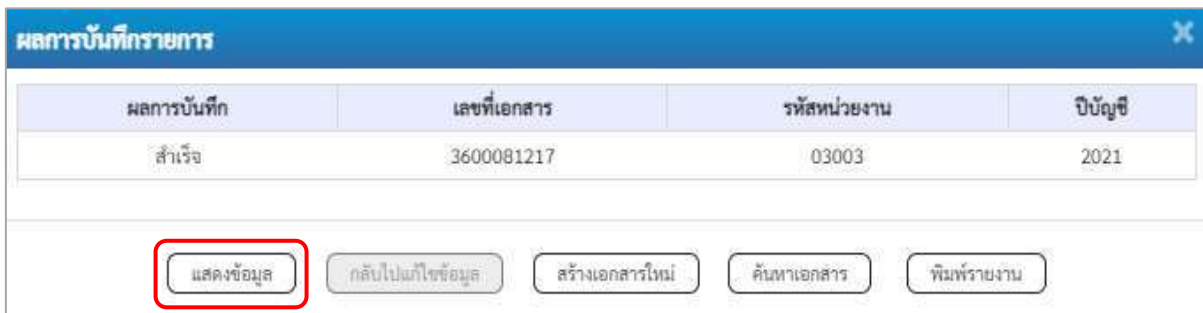 ผลการบันทึกรายการ
ผลการบันทึก เลขที่เอกสาร รหัสหน่วยงาน ปีบัญชี
สำเร็จ 3600081217 03003 2021
แสดงข้อมูล กลับไปแก้ไขข้อมูล สร้างเอกสารใหม่ ค้นหาเอกสาร พิมพ์รายงาน